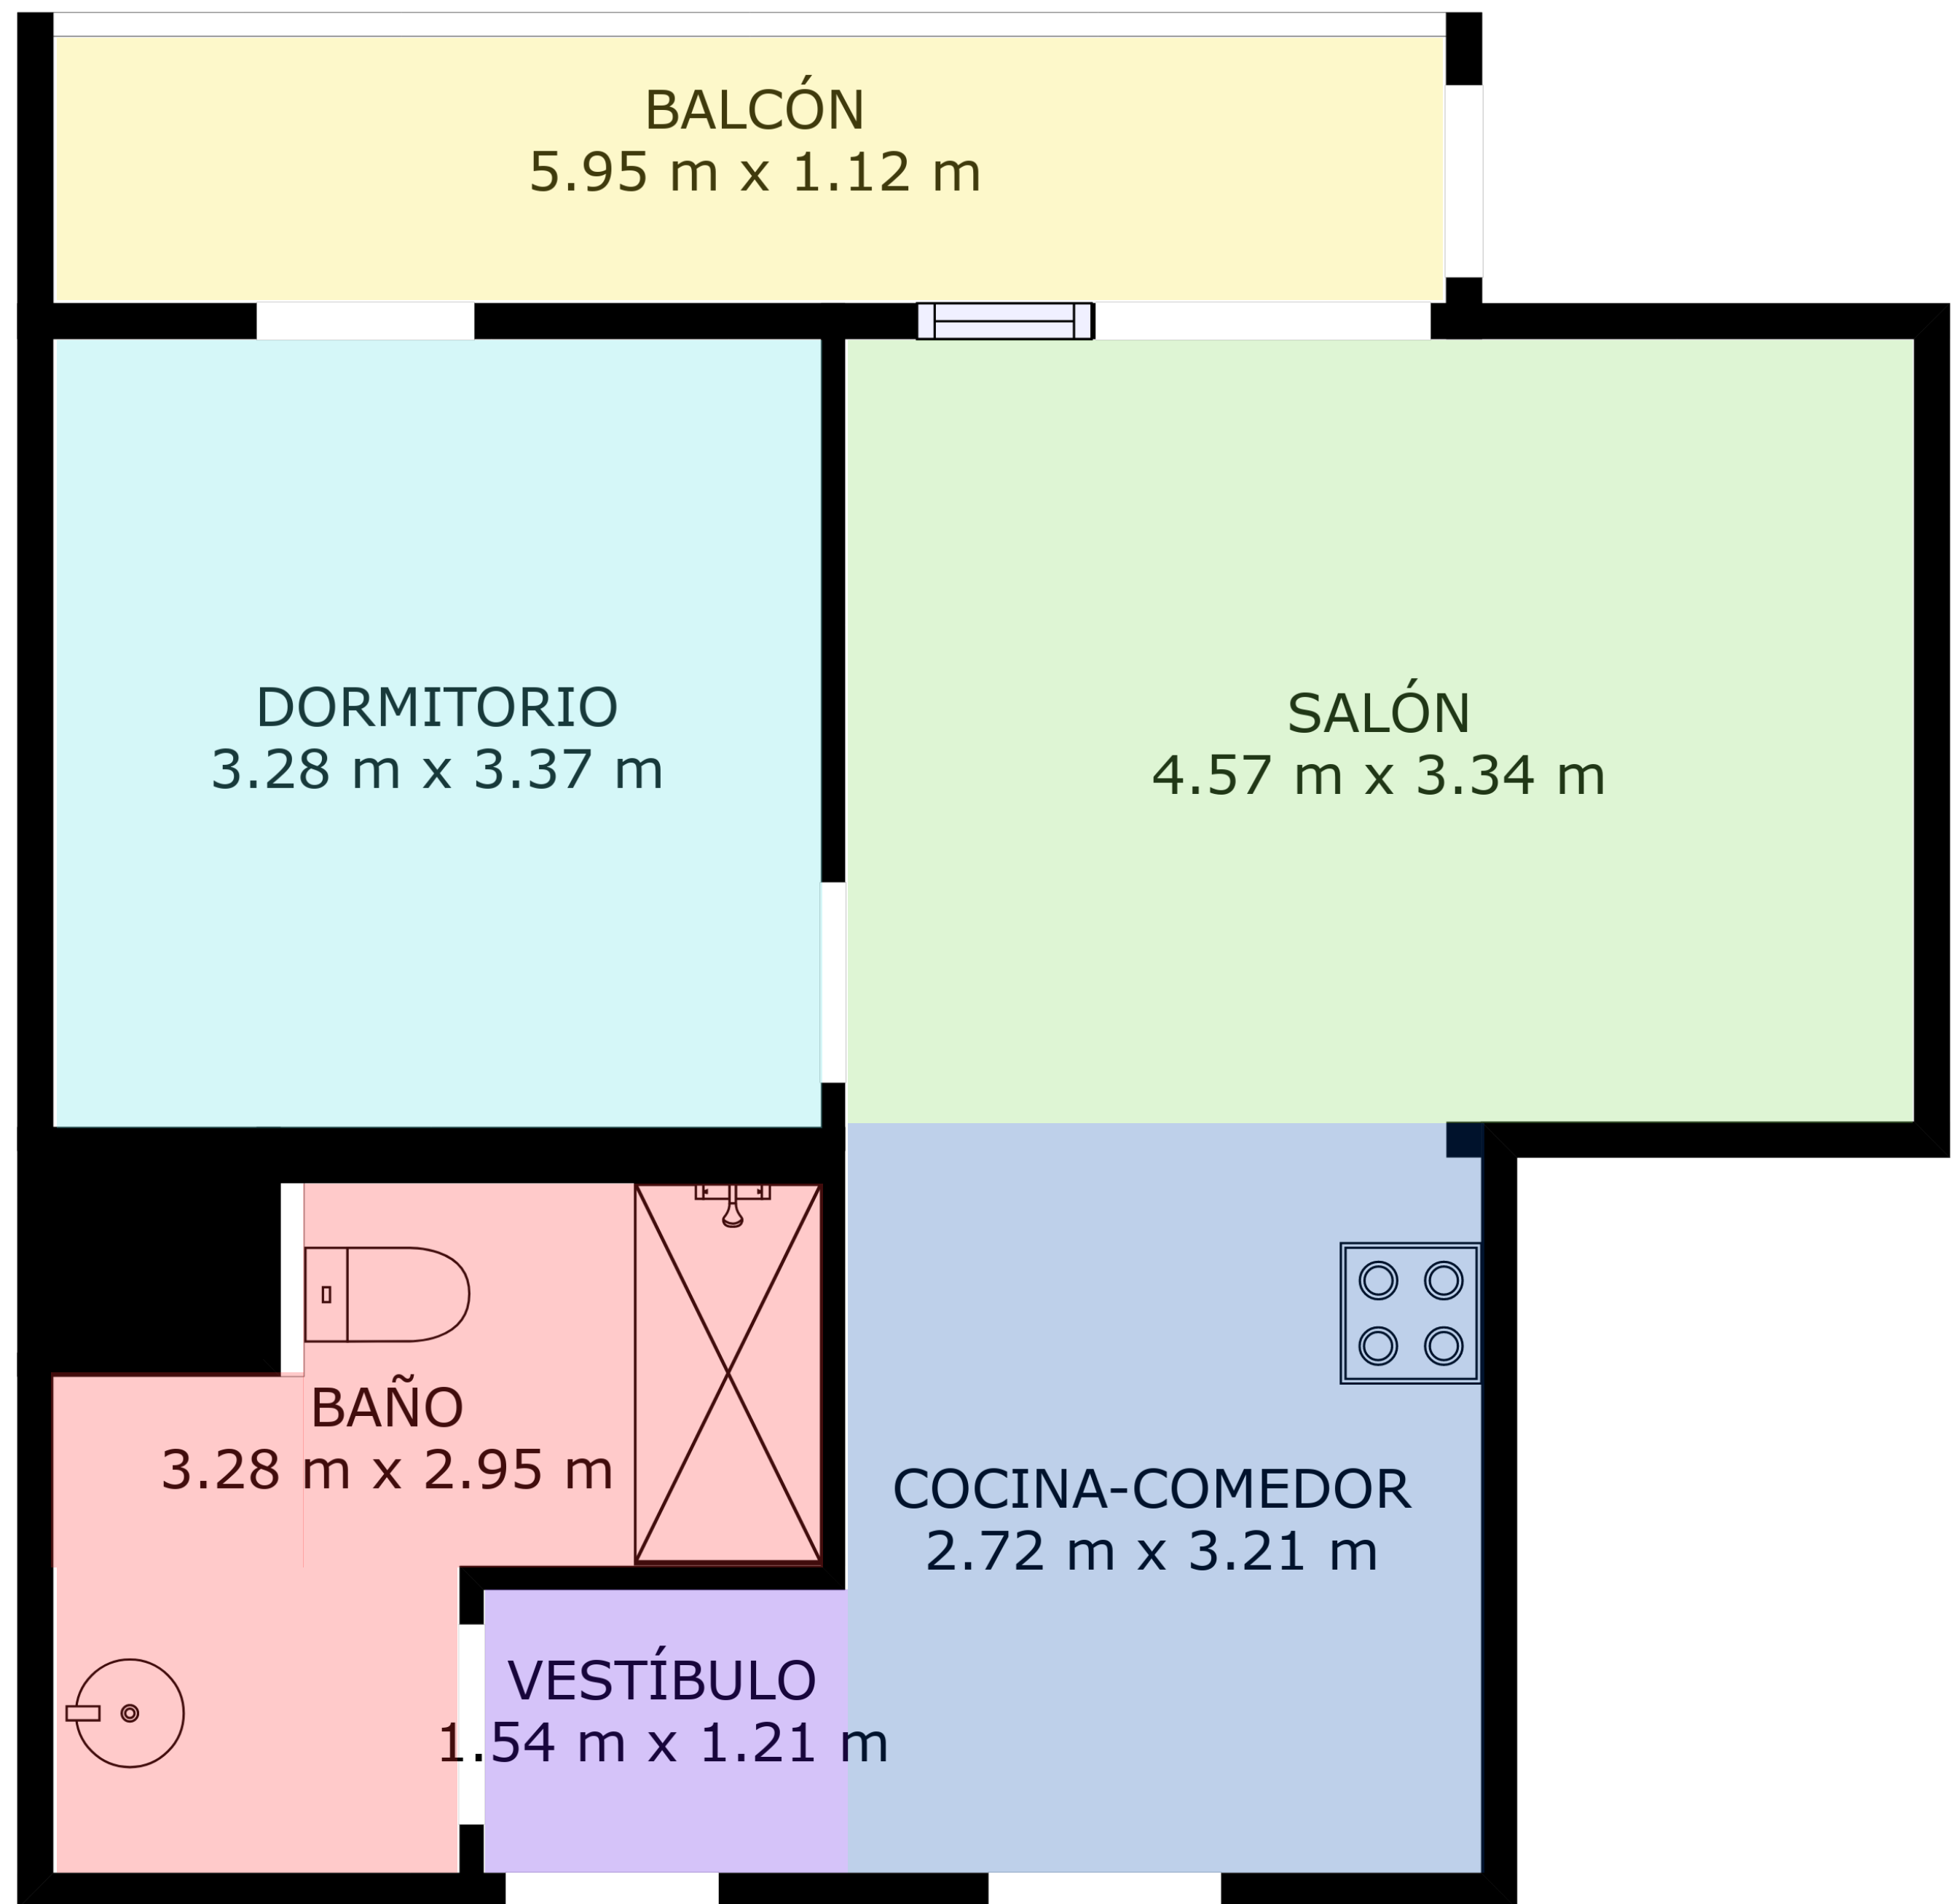 BALCÓN
5.95 m x 1.12 m
DORMITORIO
3.28 m x 3.37 m
SALÓN
4.57 m x 3.34 m
BAÑO
3.28 m x 2.95 m
COCINA-COMEDOR
2.72 m x 3.21 m
VESTÍBULO
1.54 m x 1.21 m